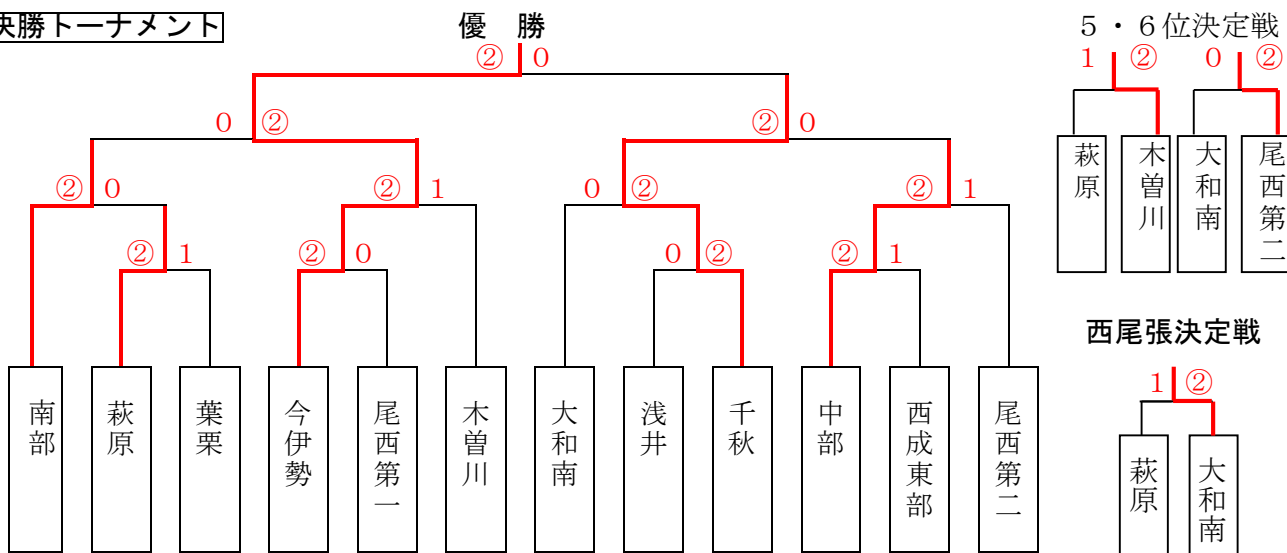 決勝トーナメント
優 勝
② 0
0 ②
② 0
② 0
② 1
0 ②
② 1
② 1
② 0
0 ②
② 1
南部
萩原
葉栗
今伊勢
尾西第一
木曽川
大和南
浅井
千秋
中部
西成東部
尾西第二
5・6位決定戦
1 ②
0 ②
萩原
木曽川
大和南
尾西第二
西尾張決定戦
1 ②
萩原
大和南